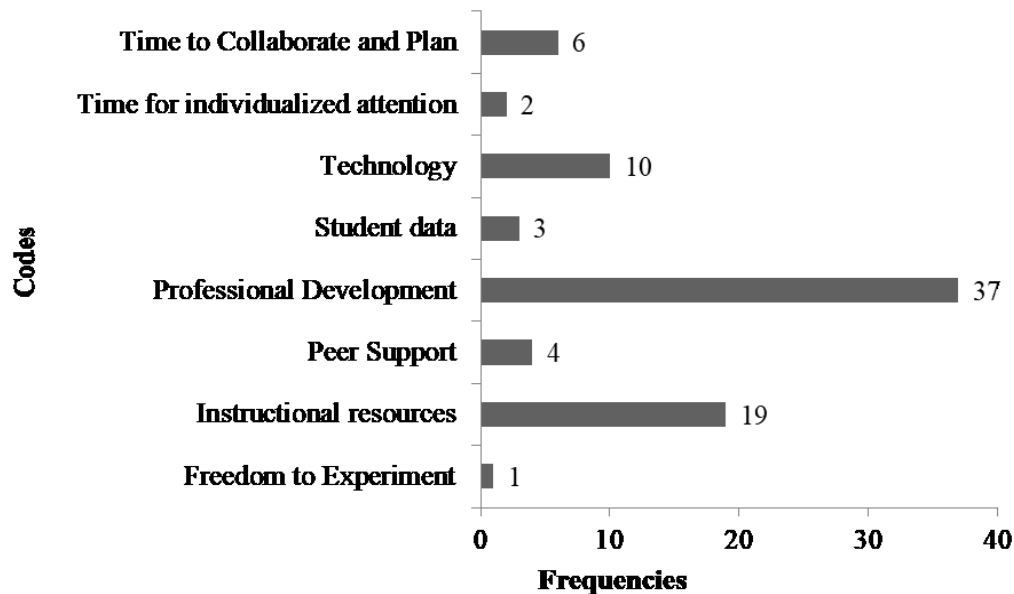 Time to Collaborate and Plan 6
Time for individualized attention 2
Technology 10
Student data 3
Professional Development 37
Peer Support 4
Instructional resources 19
Freedom to Experiment 1
Codes
0 10 20 30 40
Frequencies